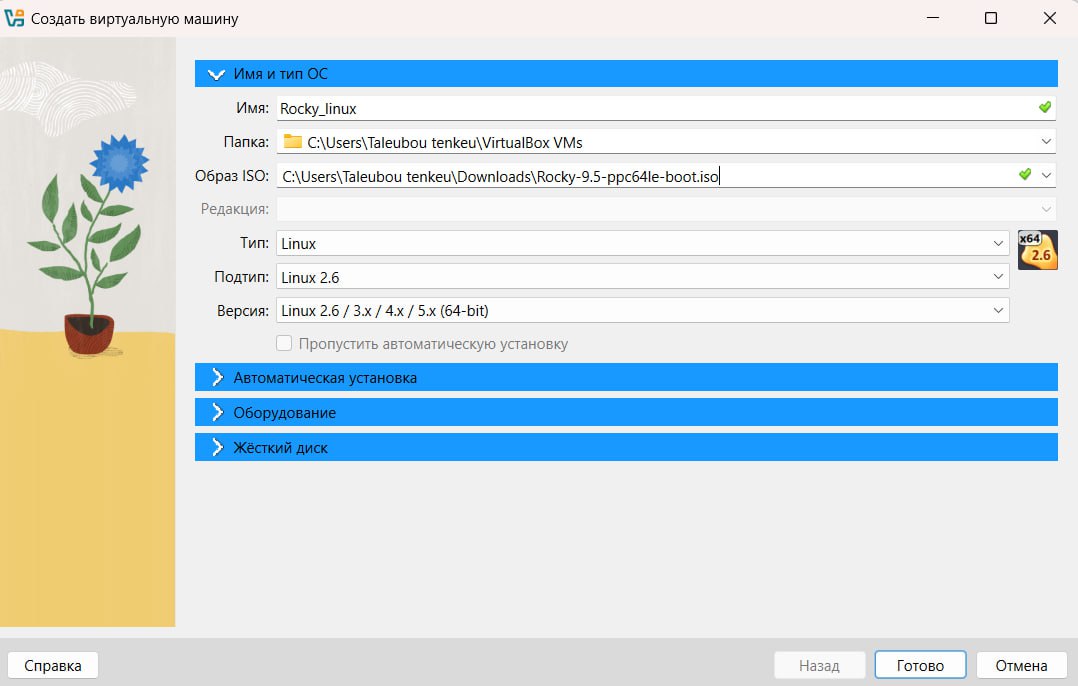 Создать виртуальную машину
Имя и тип ОС
Имя: Rocky_linux
Папка: C:\Users\Taleubou tenkeu\VirtualBox VMs
Образ ISO: C:\Users\Taleubou tenkeu\Downloads\Rocky-9.5-ppc64le-boot.iso
Редакция:
Тип: Linux
x64
2.6
Подтип: Linux 2.6
Версия: Linux 2.6 / 3.x / 4.x / 5.x (64-bit)
Пропустить автоматическую установку
Автоматическая установка
Оборудование
Жёсткий диск
Справка Назад Готово Отмена